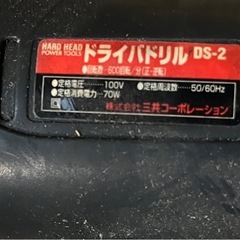 HARD HEAD
POWER TOOLS
ドライバドリル DS-2
●回転数…600回転/分(正・逆転)
●定格電圧……100V ●定格周波数……50/60Hz
●定格消費電力…70W
株式会社 三共コーポレーション